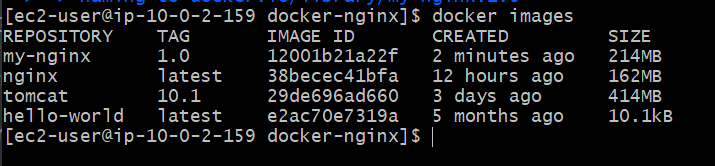 [ec2-user@ip-10-0-2-159 docker-nginx]$ docker images
REPOSITORY TAG IMAGE ID CREATED SIZE
my-nginx 1.0 12001b21a22f 2 minutes ago 214MB
nginx latest 38becec41bfa 12 hours ago 162MB
tomcat 10.1 29de696ad660 3 days ago 414MB
hello-world latest e2ac70e7319a 5 months ago 10.1kB
[ec2-user@ip-10-0-2-159 docker-nginx]$